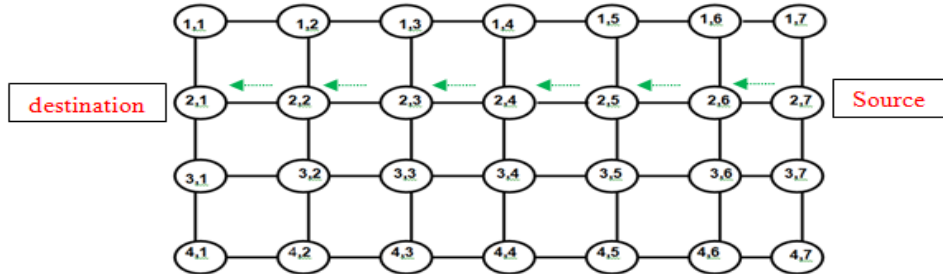 1,1 1,2 1,3 1,4 1,5 1,6 1,7
destination 2,1 2,2 2,3 2,4 2,5 2,6 2,7 Source
3,1 3,2 3,3 3,4 3,5 3,6 3,7
4,1 4,2 4,3 4,4 4,5 4,6 4,7